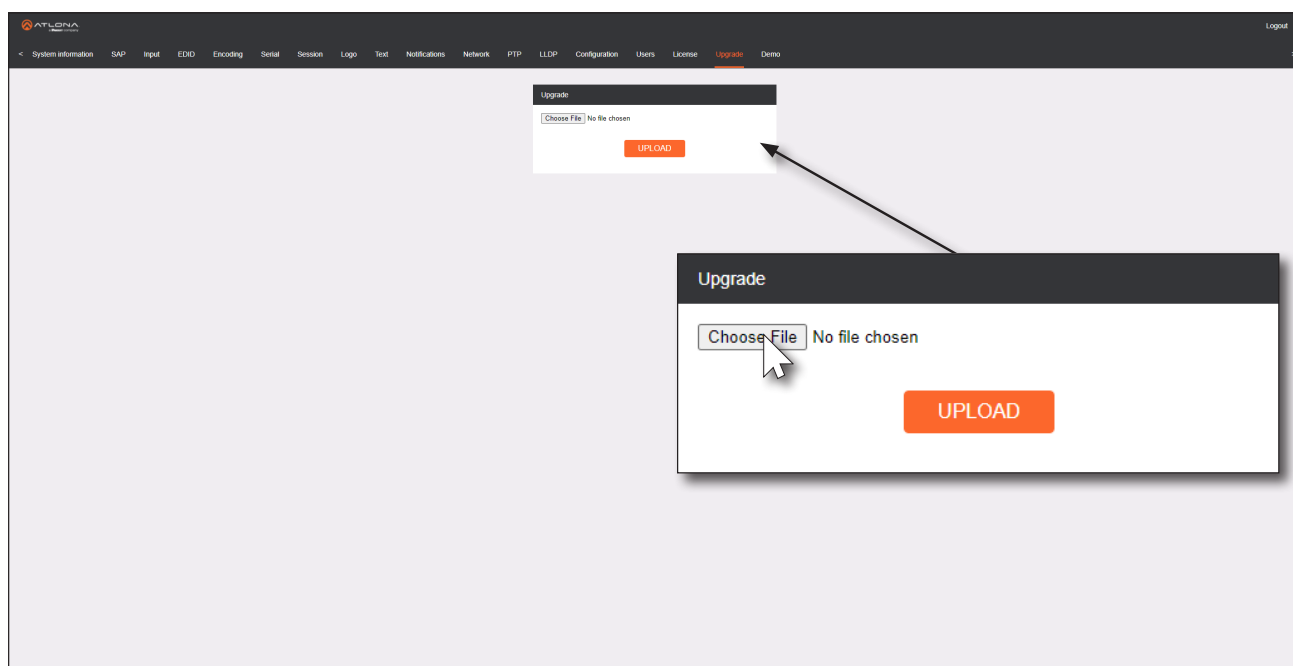 ATLONA
Logout
< System information SAP Input EDID Encoding Serial Session Logo Text Notifications Network PTP LLDP Configuration Users License Upgrade Demo >
Upgrade
Choose File No file chosen
UPLOAD
Upgrade
Choose File No file chosen
UPLOAD